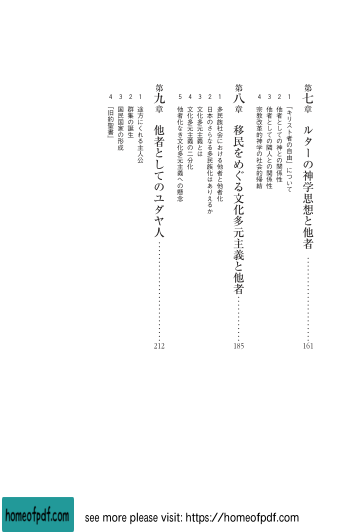 第七章　ルターの神学思想と他者…………………161
1　「キリスト者の自由」について
2　他者としての神との関係性
3　他者としての隣人との関係性
4　宗教改革的神学の社会的帰結
第八章　移民をめぐる文化多元主義と他者…………185
1　多民族社会における他者と他者化
2　日本のさらなる多民族化はありえるか
3　文化多元主義とは
4　文化多元主義の二分化
5　他者化なき文化多元主義への懸念
第九章　他者としてのユダヤ人…………………………212
1　途方にくれる主人公
2　群集の誕生
3　国民国家の形成
4　「旧約聖書」
homeofpdf.com
see more please visit: https://homeofpdf.com